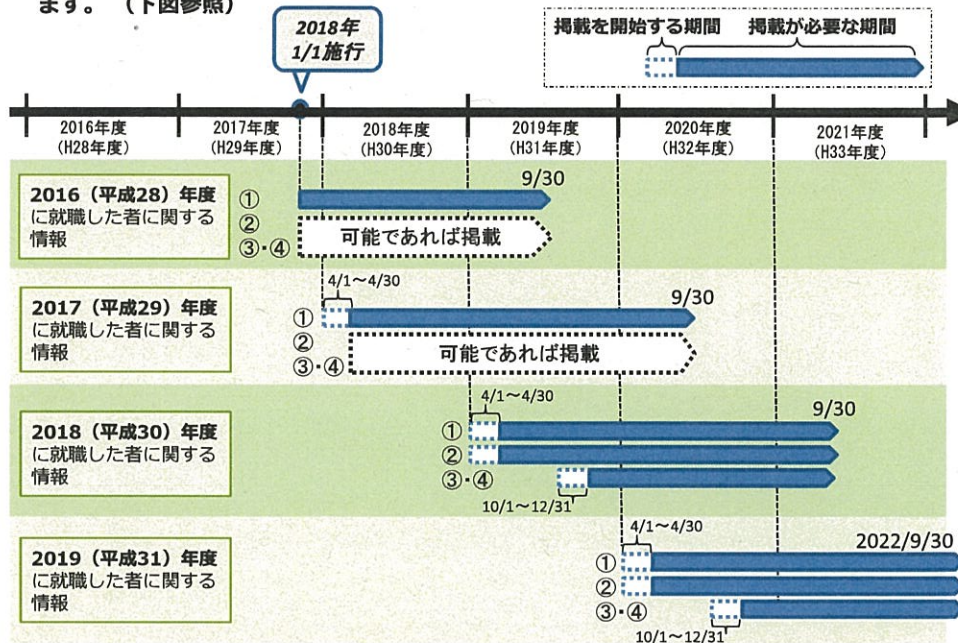 ます。（下図参照）
2018年
1/1施行
掲載を開始する期間 掲載が必要な期間
2016年度
(H28年度)
2017年度
(H29年度)
2018年度
(H30年度)
2019年度
(H31年度)
2020年度
(H32年度)
2021年度
(H33年度)
2016（平成28）年度
に就職した者に関する
情報
9/30
①
②
③・④
可能であれば掲載
2017（平成29）年度
に就職した者に関する
情報
4/1～4/30
9/30
①
②
③・④
可能であれば掲載
2018（平成30）年度
に就職した者に関する
情報
4/1～4/30
9/30
①
②
③・④
10/1～12/31
2019（平成31）年度
に就職した者に関する
情報
4/1～4/30
2022/9/30
①
②
③・④
10/1～12/31